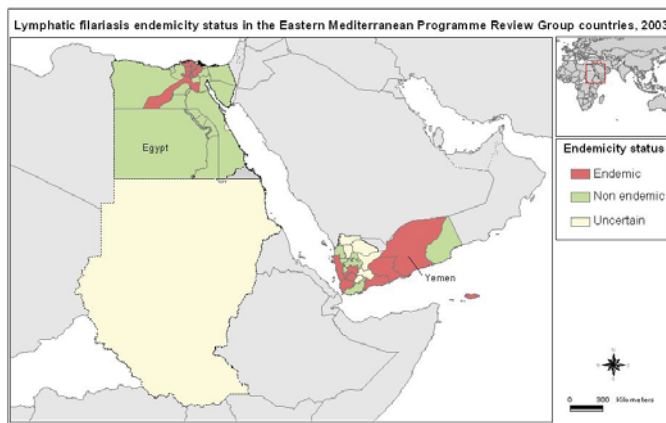 Lymphatic filariasis endemicity status in the Eastern Mediterranean Programme Review Group countries, 2003
Egypt
Yemen
Endemicity status
Endemic
Non endemic
Uncertain
0 300 Kilometers